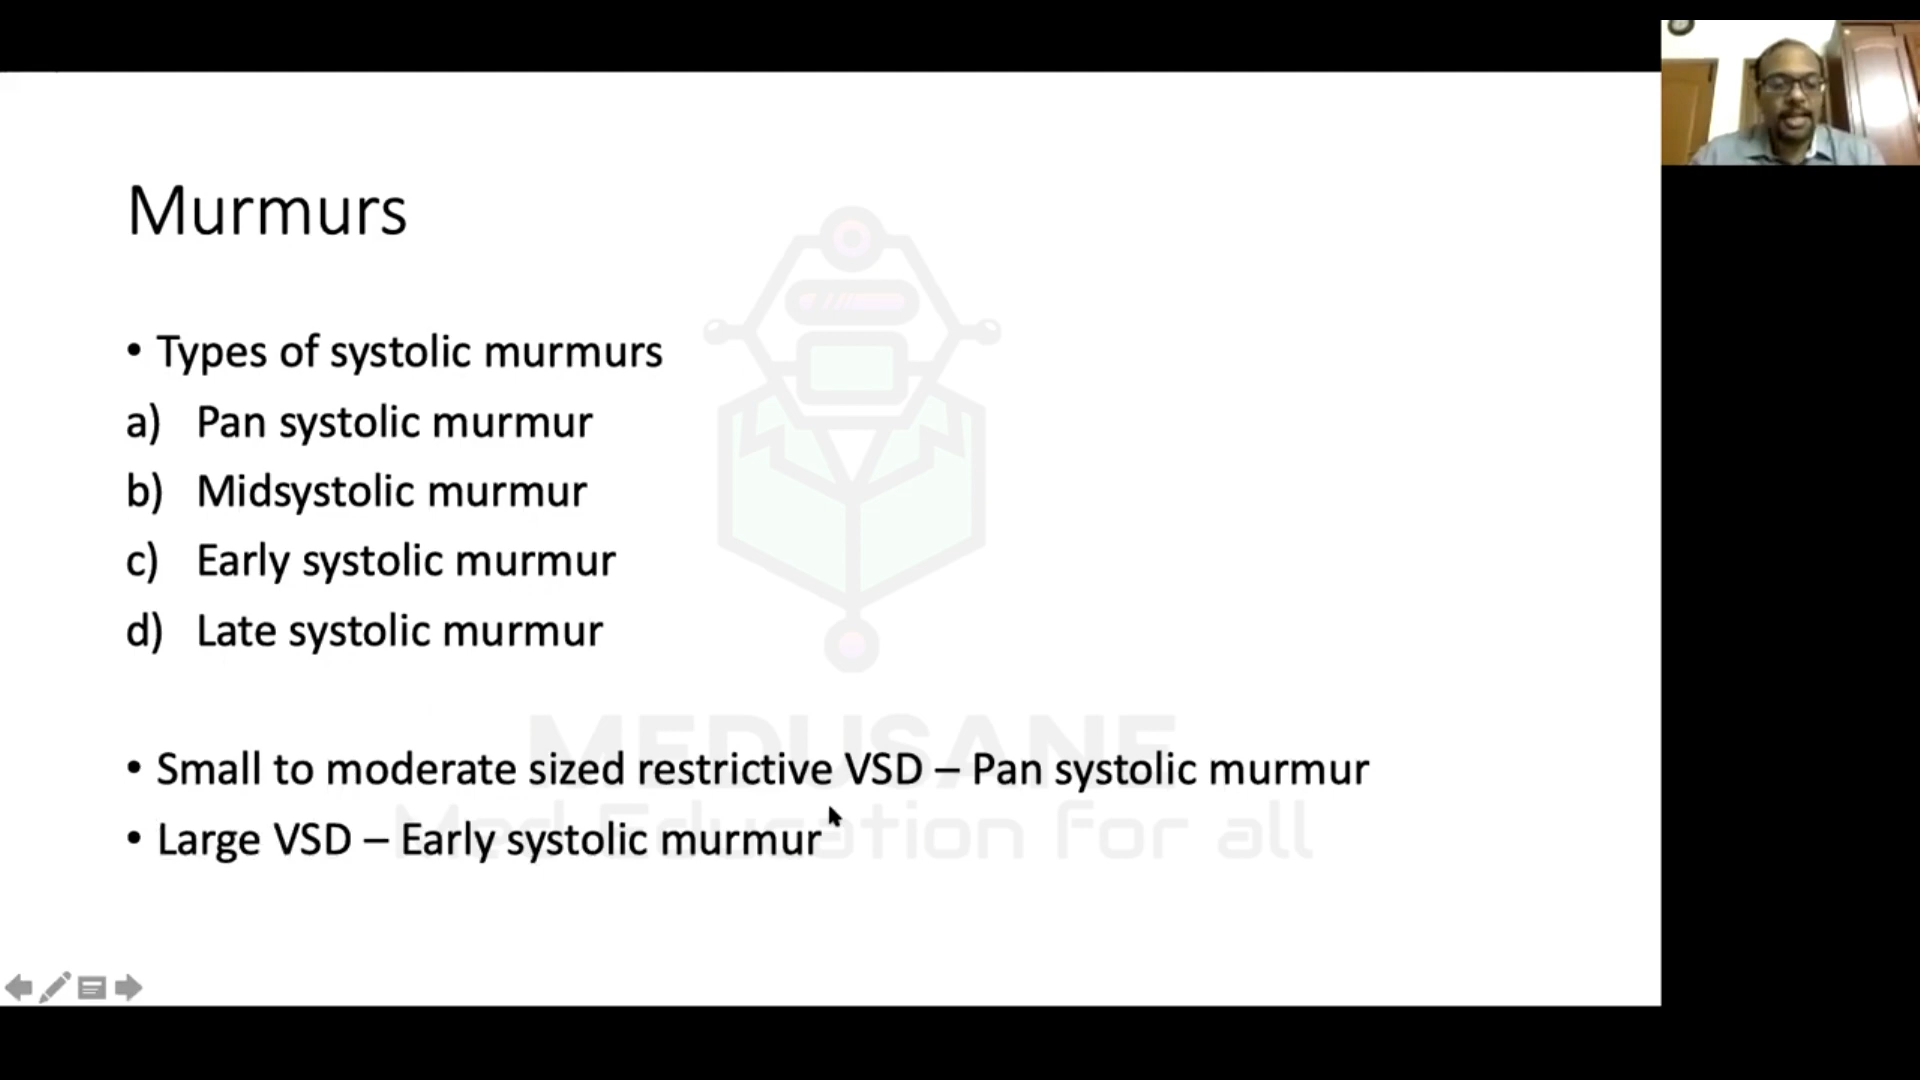 Murmurs
• Types of systolic murmurs
a) Pan systolic murmur
b) Midsystolic murmur
c) Early systolic murmur
d) Late systolic murmur
MEDUSANE
• Small to moderate sized restrictive VSD – Pan systolic murmur
Med Education for all
• Large VSD – Early systolic murmur